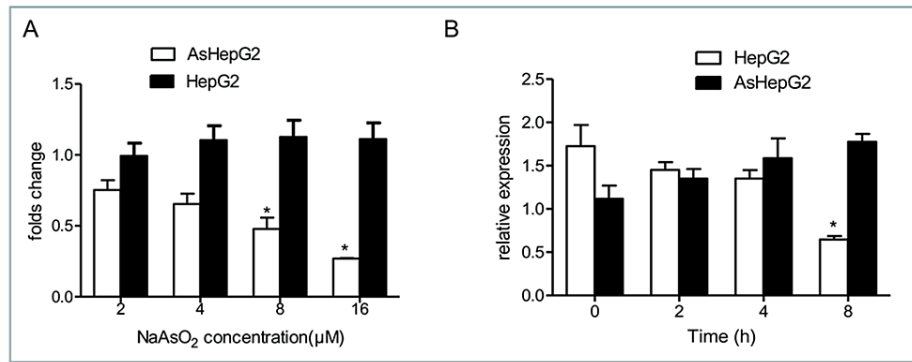 A
AsHepG2
HepG2
folds change
1.5
1.0
0.5
0.0
*
*
2 4 8 16
NaAsO₂ concentration(µM)
B
HepG2
AsHepG2
relative expression
2.5
2.0
1.5
1.0
0.5
0.0
*
0 2 4 8
Time (h)